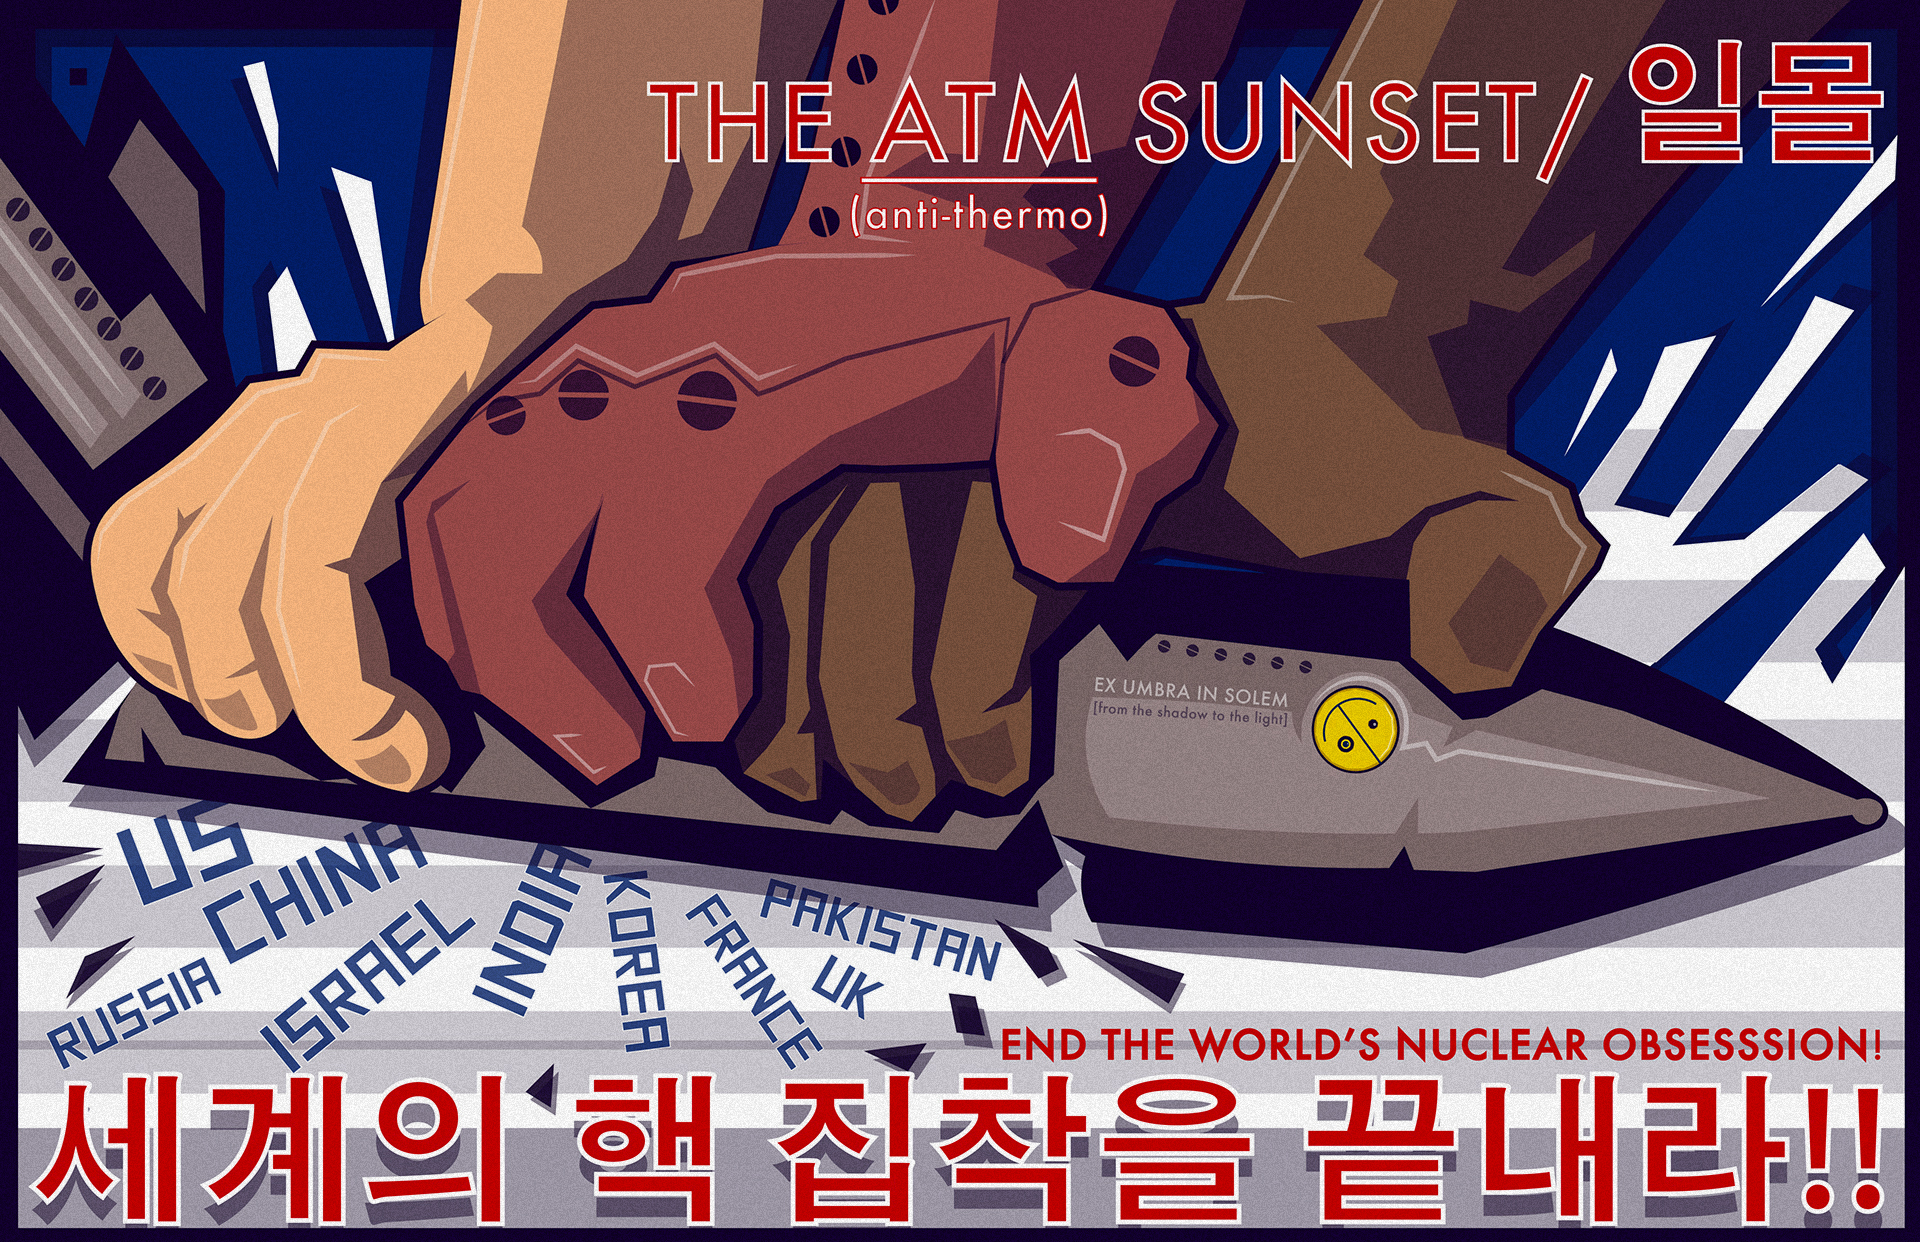 THE ATM SUNSET/ 일몰
(anti-thermo)
EX UMBRA IN SOLEM
[from the shadow to the light]
US
CHINA
RUSSIA
ISRAEL
INDIA
KOREA
FRANCE
PAKISTAN
UK
END THE WORLD'S NUCLEAR OBSESSSION!
세계의 핵 집착을 끝내라!!